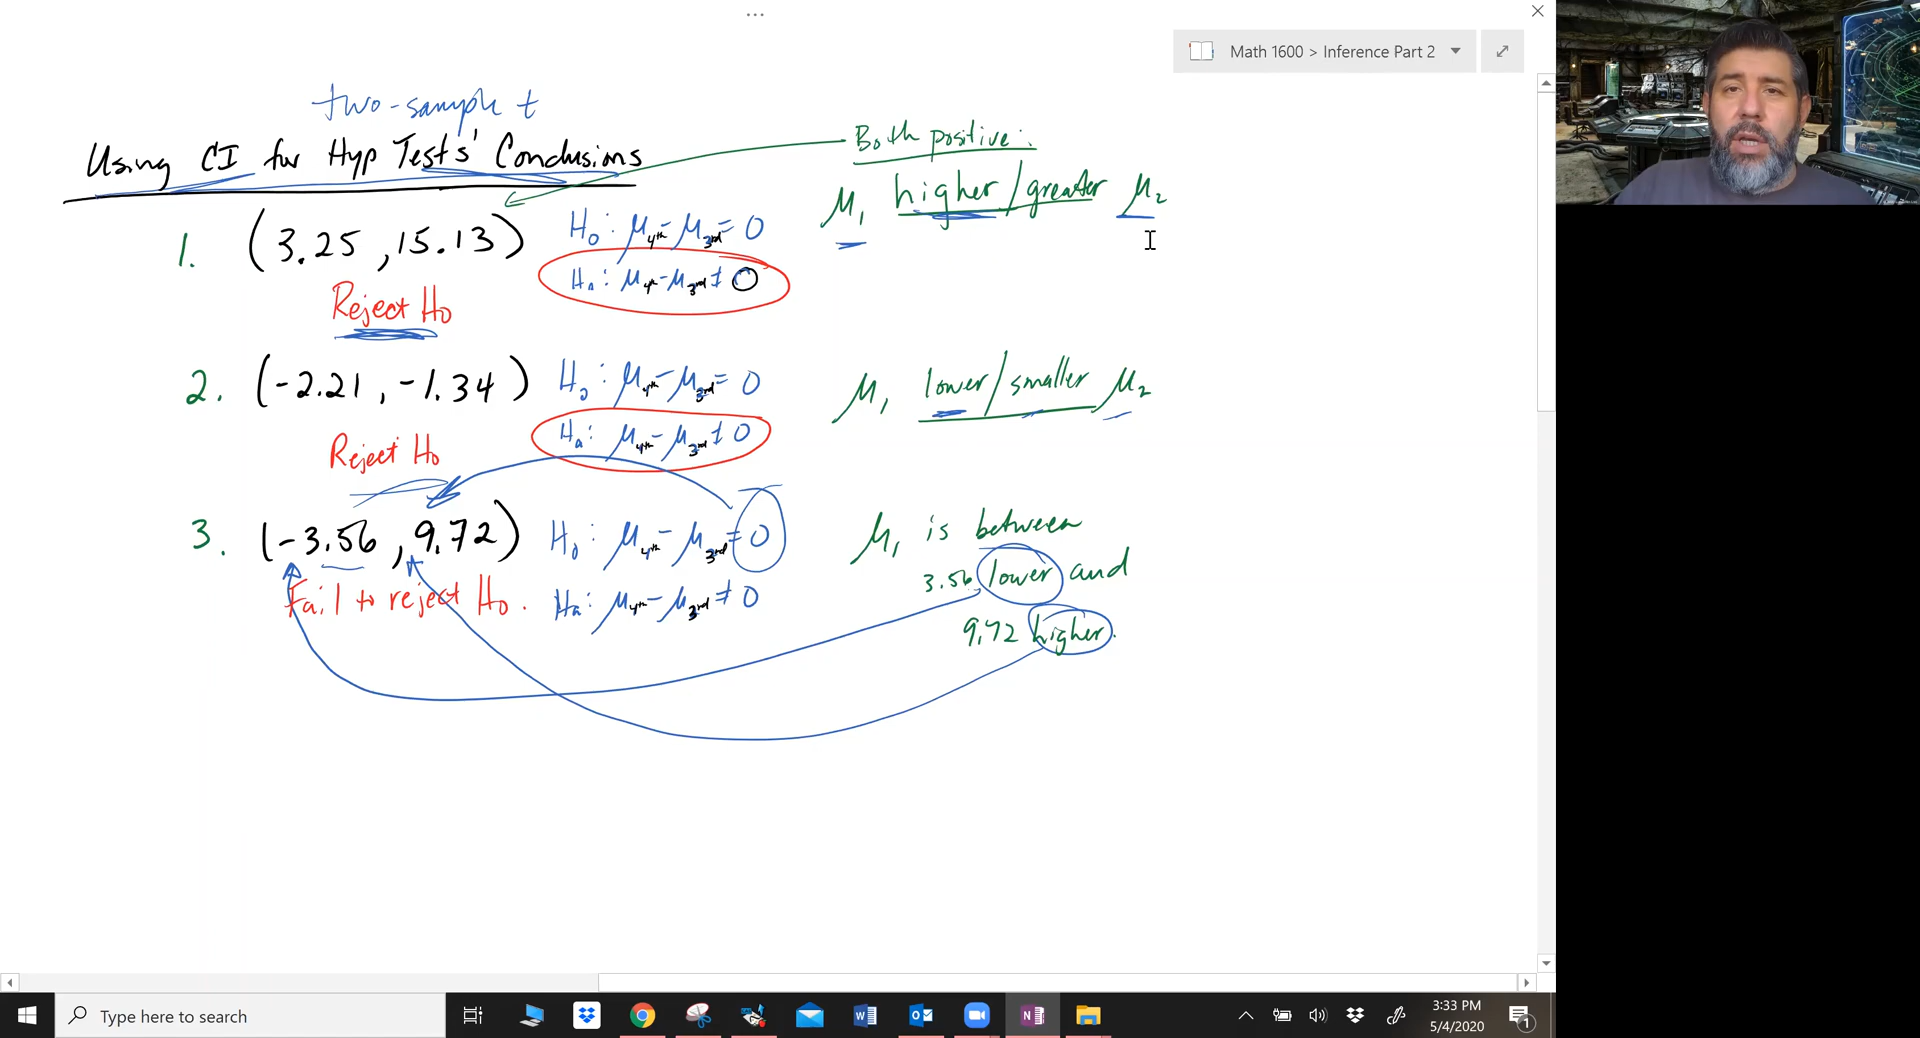 ...
Math 1600 > Inference Part 2
two-sample t
Using CI for Hyp Tests' Conclusions
Both positive:
μ₁ higher/greater μ₂
1. (3.25, 15.13)
H₀: μ4th - μ3rd = 0
Hₐ: μ4th - μ3rd ≠ 0
Reject H₀
2. (-2.21, -1.34)
H₀: μ4th - μ3rd = 0
Hₐ: μ4th - μ3rd ≠ 0
μ₁ lower/smaller μ₂
Reject H₀
3. (-3.56, 9.72)
H₀: μ4th - μ3rd = 0
Hₐ: μ4th - μ3rd ≠ 0
Fail to reject H₀.
μ₁ is between
3.56 lower and
9.72 higher.
Type here to search
3:33 PM
5/4/2020
1